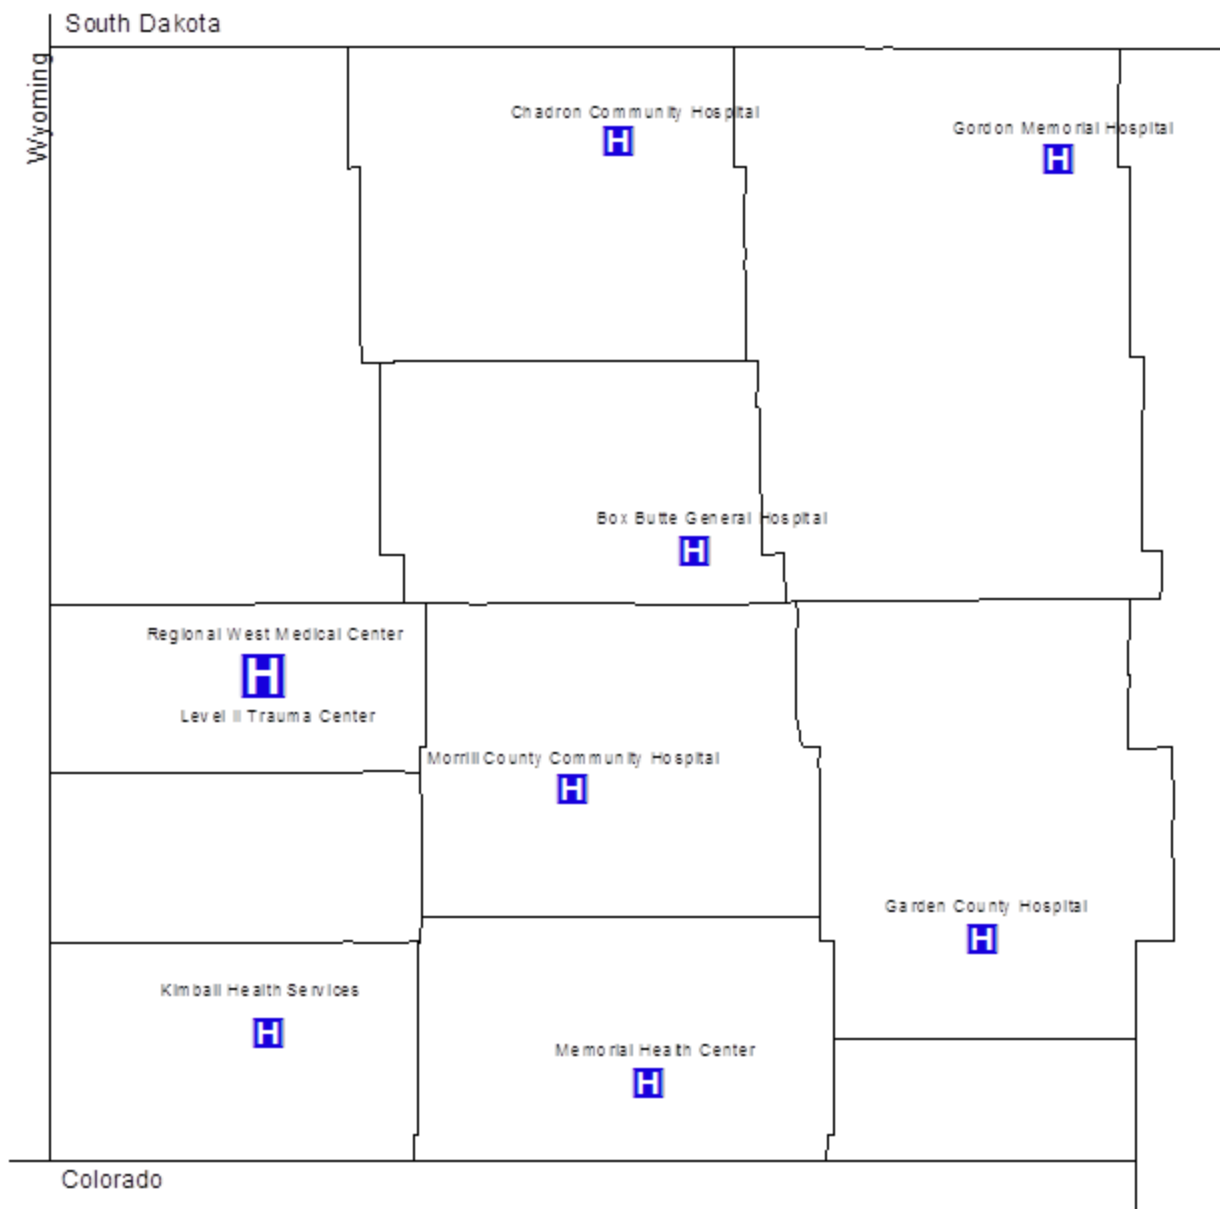 South Dakota
Wyoming
Chadron Community Hospital
H
Gordon Memorial Hospital
H
Box Butte General Hospital
H
Regional West Medical Center
H
Level II Trauma Center
Morrill County Community Hospital
H
Garden County Hospital
H
Kimball Health Services
H
Memorial Health Center
H
Colorado